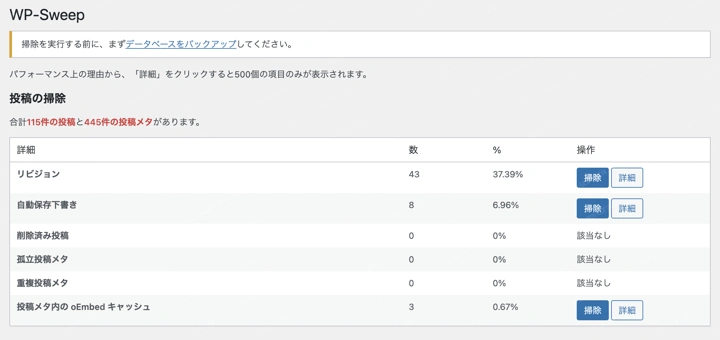 WP-Sweep
掃除を実行する前に、まずデータベースをバックアップしてください。
パフォーマンス上の理由から、「詳細」をクリックすると500個の項目のみが表示されます。
投稿の掃除
合計115件の投稿と445件の投稿メタがあります。
詳細 数 % 操作
リビジョン 43 37.39% 掃除 詳細
自動保存下書き 8 6.96% 掃除 詳細
削除済み投稿 0 0% 該当なし
孤立投稿メタ 0 0% 該当なし
重複投稿メタ 0 0% 該当なし
投稿メタ内の oEmbed キャッシュ 3 0.67% 掃除 詳細